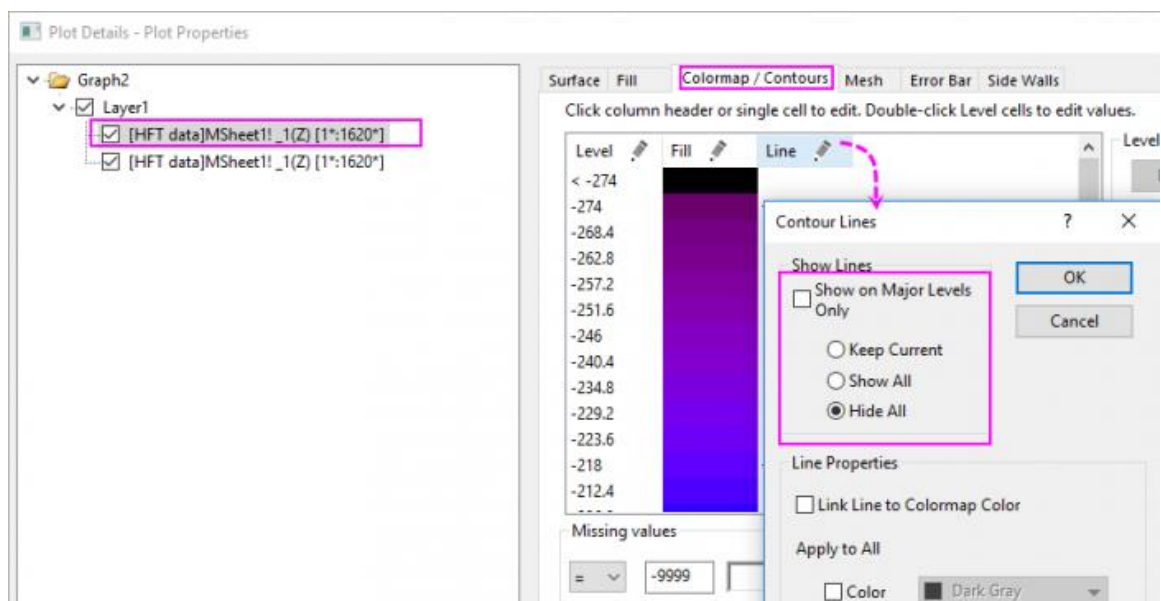 Plot Details - Plot Properties
Graph2
Layer1
[HFT data]MSheet1! _1(Z) [1*:1620*]
[HFT data]MSheet1! _1(Z) [1*:1620*]
Surface Fill Colormap / Contours Mesh Error Bar Side Walls
Click column header or single cell to edit. Double-click Level cells to edit values.
Level Fill Line
Level
< -274
-274
-268.4
-262.8
-257.2
-251.6
-246
-240.4
-234.8
-229.2
-223.6
-218
-212.4
Missing values
= -9999
Contour Lines ?
Show Lines
Show on Major Levels
Only
Keep Current
Show All
Hide All
OK
Cancel
Line Properties
Link Line to Colormap Color
Apply to All
Color Dark Gray